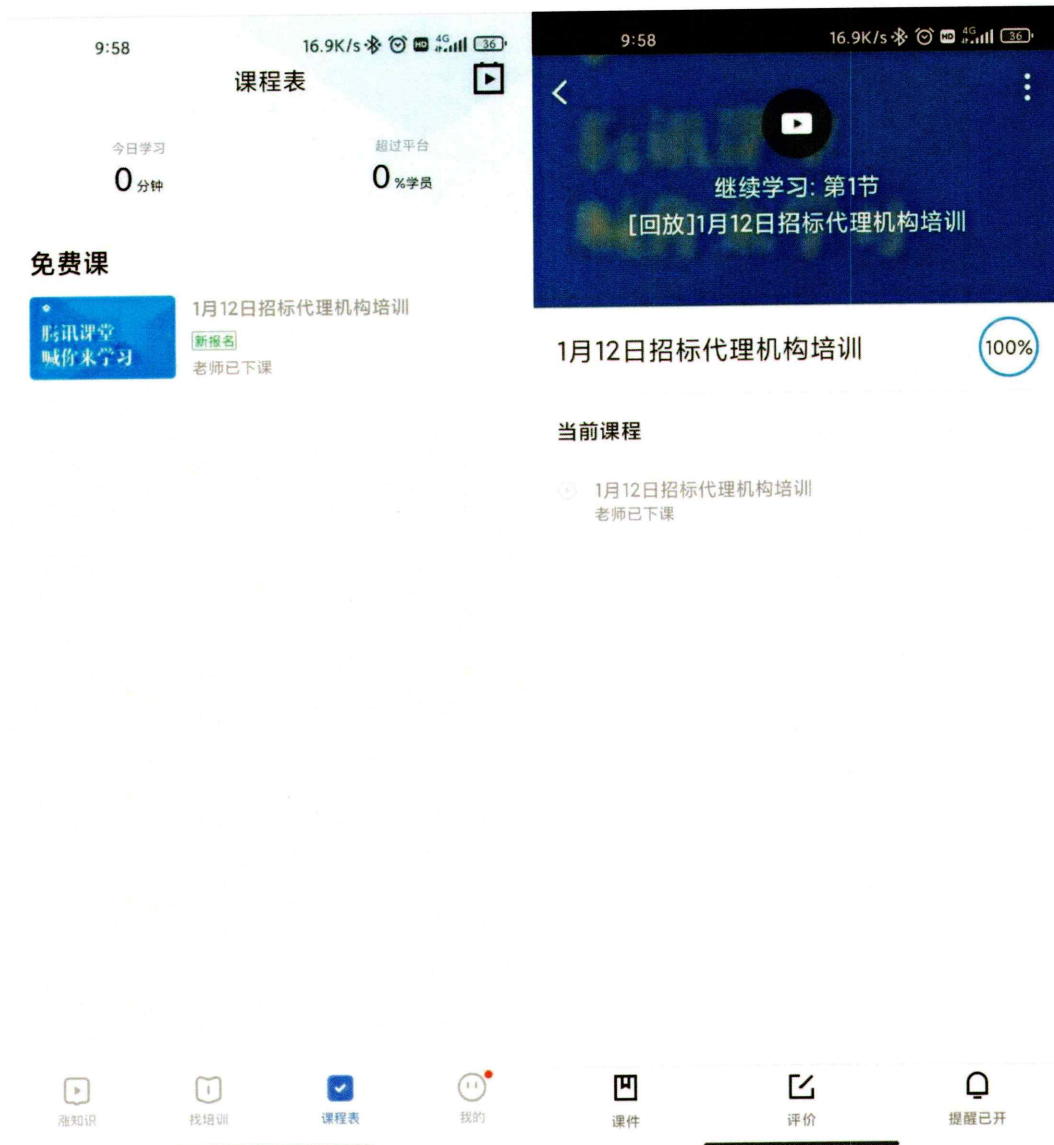 9:58
16.9K/s HD 4G 36
课程表
今日学习
0分钟
超过平台
0%学员
免费课
腾讯课堂
喊你来学习
1月12日招标代理机构培训
新报名
老师已下课
涨知识
找培训
课程表
我的
9:58
16.9K/s HD 4G 36
继续学习: 第1节
[回放]1月12日招标代理机构培训
1月12日招标代理机构培训
100%
当前课程
1月12日招标代理机构培训
老师已下课
课件
评价
提醒已开